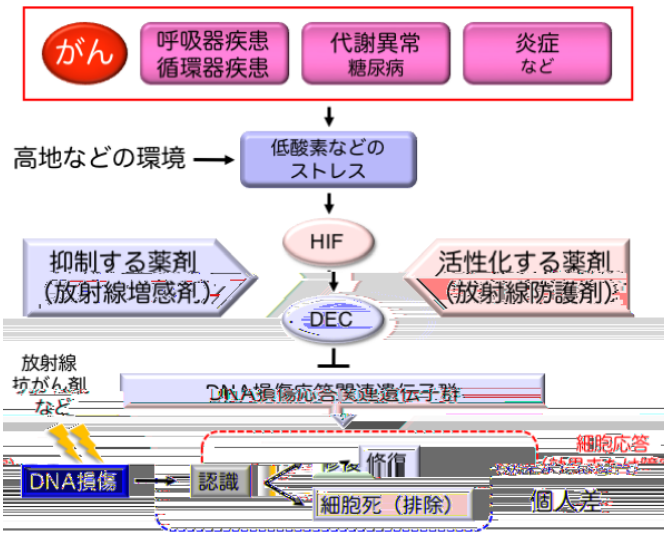 がん
呼吸器疾患
循環器疾患
代謝異常
糖尿病
炎症
など
高地などの環境
低酸素などの
ストレス
HIF
抑制する薬剤
（放射線増感剤）
活性化する薬剤
（放射線防護剤）
DEC
放射線
抗がん剤
など
DNA損傷応答関連遺伝子群
細胞応答
DNA損傷
認識
修復
細胞死（排除）
個人差